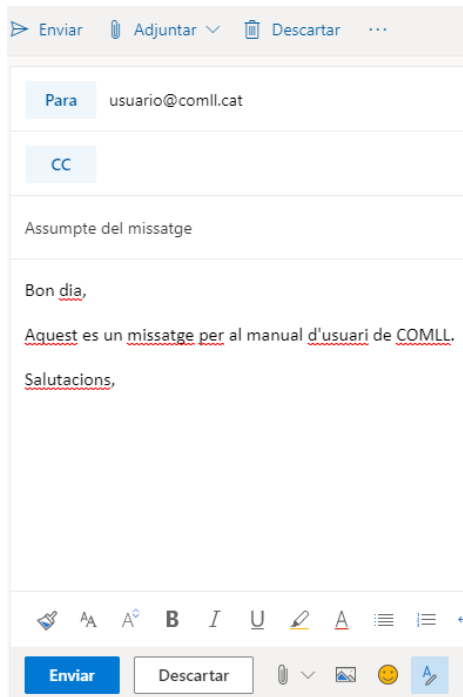 Enviar Adjuntar Descartar ...
Para usuario@comll.cat
CC
Assumpte del missatge
Bon dia,
Aquest es un missatge per al manual d'usuari de COMLL.
Salutacions,
AA A B I U A
Enviar Descartar A